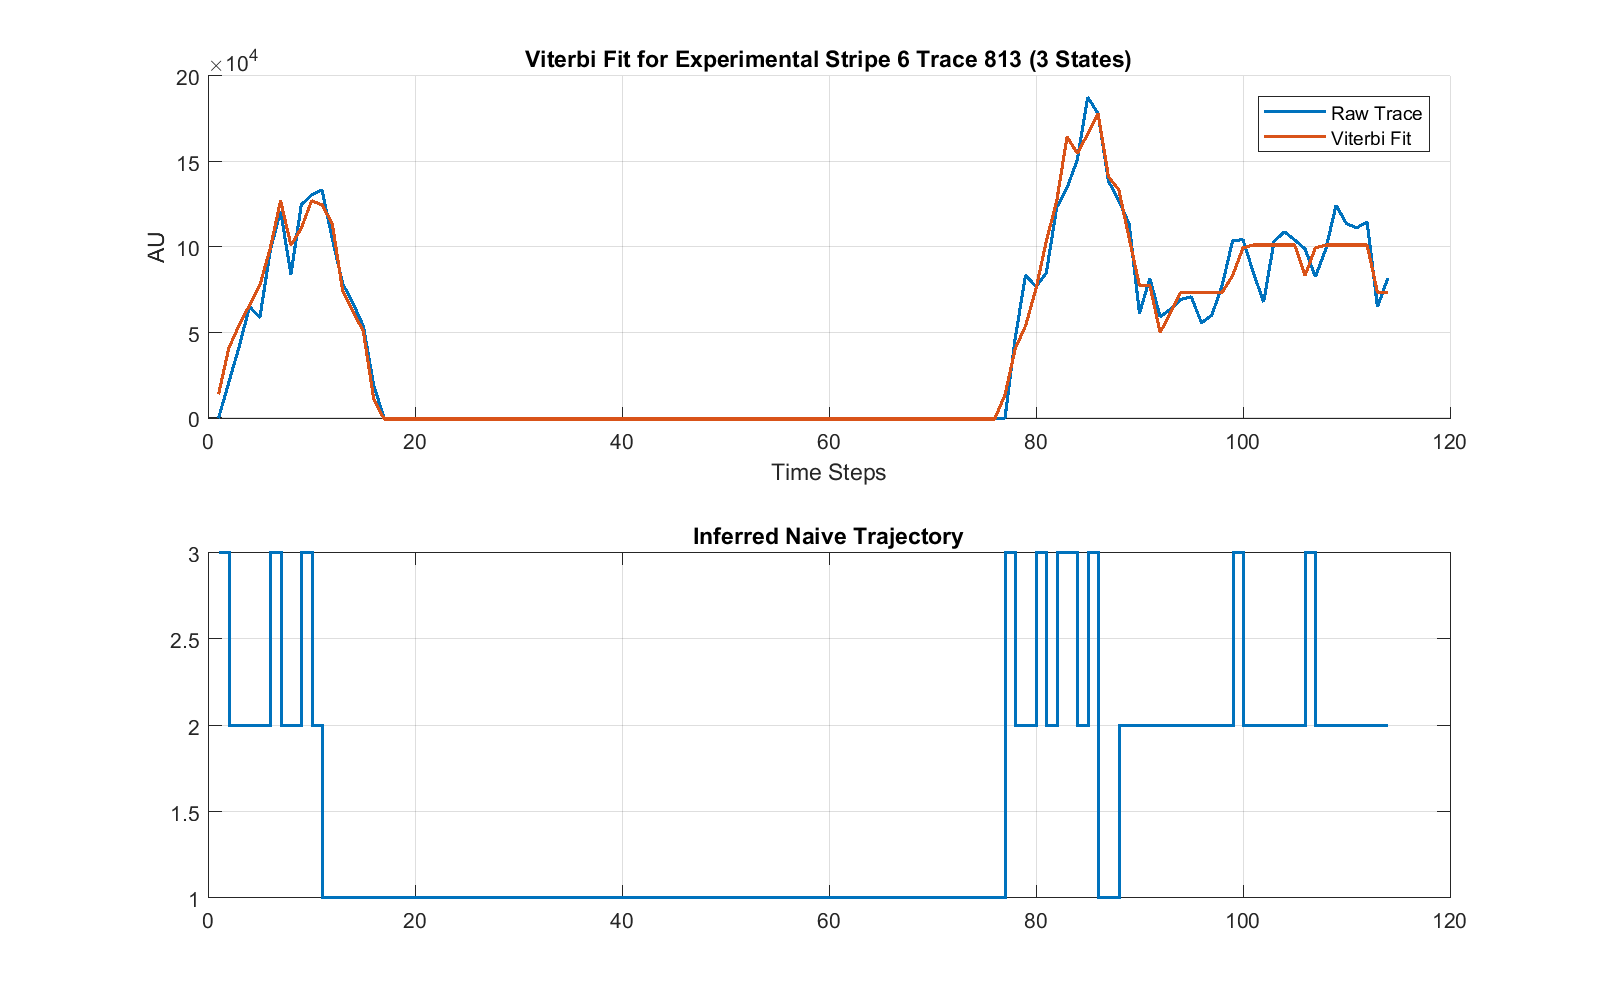 Viterbi Fit for Experimental Stripe 6 Trace 813 (3 States)
×10⁴
20
15
10
5
0
AU
Raw Trace
Viterbi Fit
0 20 40 60 80 100 120
Time Steps
Inferred Naive Trajectory
3
2.5
2
1.5
1
0 20 40 60 80 100 120